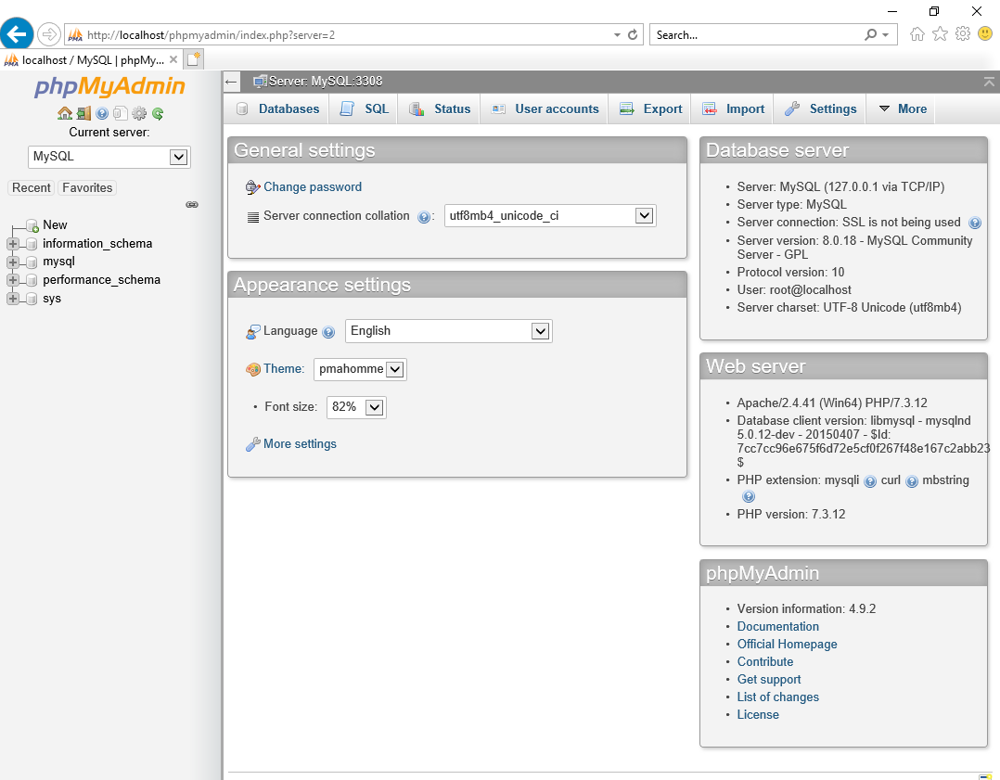 http://localhost/phpmyadmin/index.php?server=2
Search...
localhost / MySQL | phpMy...
phpMyAdmin
Current server:
MySQL
Recent
Favorites
New
information_schema
mysql
performance_schema
sys
Server: MySQL:3308
Databases
SQL
Status
User accounts
Export
Import
Settings
More
General settings
Change password
Server connection collation
:
utf8mb4_unicode_ci
Appearance settings
Language
English
Theme:
pmahomme
• Font size:
82%
More settings
Database server
• Server: MySQL (127.0.0.1 via TCP/IP)
• Server type: MySQL
• Server connection: SSL is not being used
• Server version: 8.0.18 - MySQL Community
Server - GPL
• Protocol version: 10
• User: root@localhost
• Server charset: UTF-8 Unicode (utf8mb4)
Web server
• Apache/2.4.41 (Win64) PHP/7.3.12
• Database client version: libmysql - mysqlnd
5.0.12-dev - 20150407 - $Id:
7cc7cc96e675f6d72e5cf0f267f48e167c2abb23
$
• PHP extension: mysqli curl mbstring
• PHP version: 7.3.12
phpMyAdmin
• Version information: 4.9.2
• Documentation
• Official Homepage
• Contribute
• Get support
• List of changes
• License